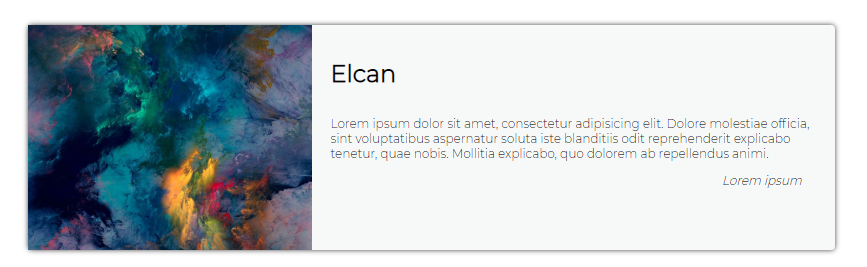 Elcan
Lorem ipsum dolor sit amet, consectetur adipisicing elit. Dolore molestiae officia,
sint voluptatibus aspernatur soluta iste blanditiis odit reprehenderit explicabo
tenetur, quae nobis. Mollitia explicabo, quo dolorem ab repellendus animi.
Lorem ipsum